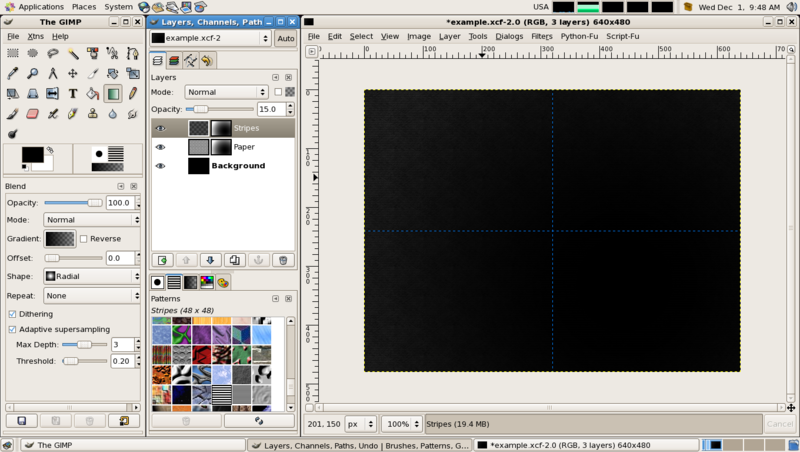 Applications Places System USA Wed Dec 1, 9:48 AM
The GIMP
File Xtns Help
Blend
Opacity: 100.0
Mode: Normal
Gradient: Reverse
Offset: 0.0
Shape: Radial
Repeat: None
Dithering
Adaptive supersampling
Max Depth: 3
Threshold: 0.20
Layers, Channels, Path
example.xcf-2 Auto
Layers
Mode: Normal
Opacity: 15.0
Stripes
Paper
Background
Patterns
Stripes (48 x 48)
*example.xcf-2.0 (RGB, 3 layers) 640x480
File Edit Select View Image Layer Tools Dialogs Filters Python-Fu Script-Fu
0 100 200 300 400 500 600
0
100
200
300
400
201, 150 px 100% Stripes (19.4 MB) Cancel
The GIMP Layers, Channels, Paths, Undo | Brushes, Patterns, G... *example.xcf-2.0 (RGB, 3 layers) 640x480